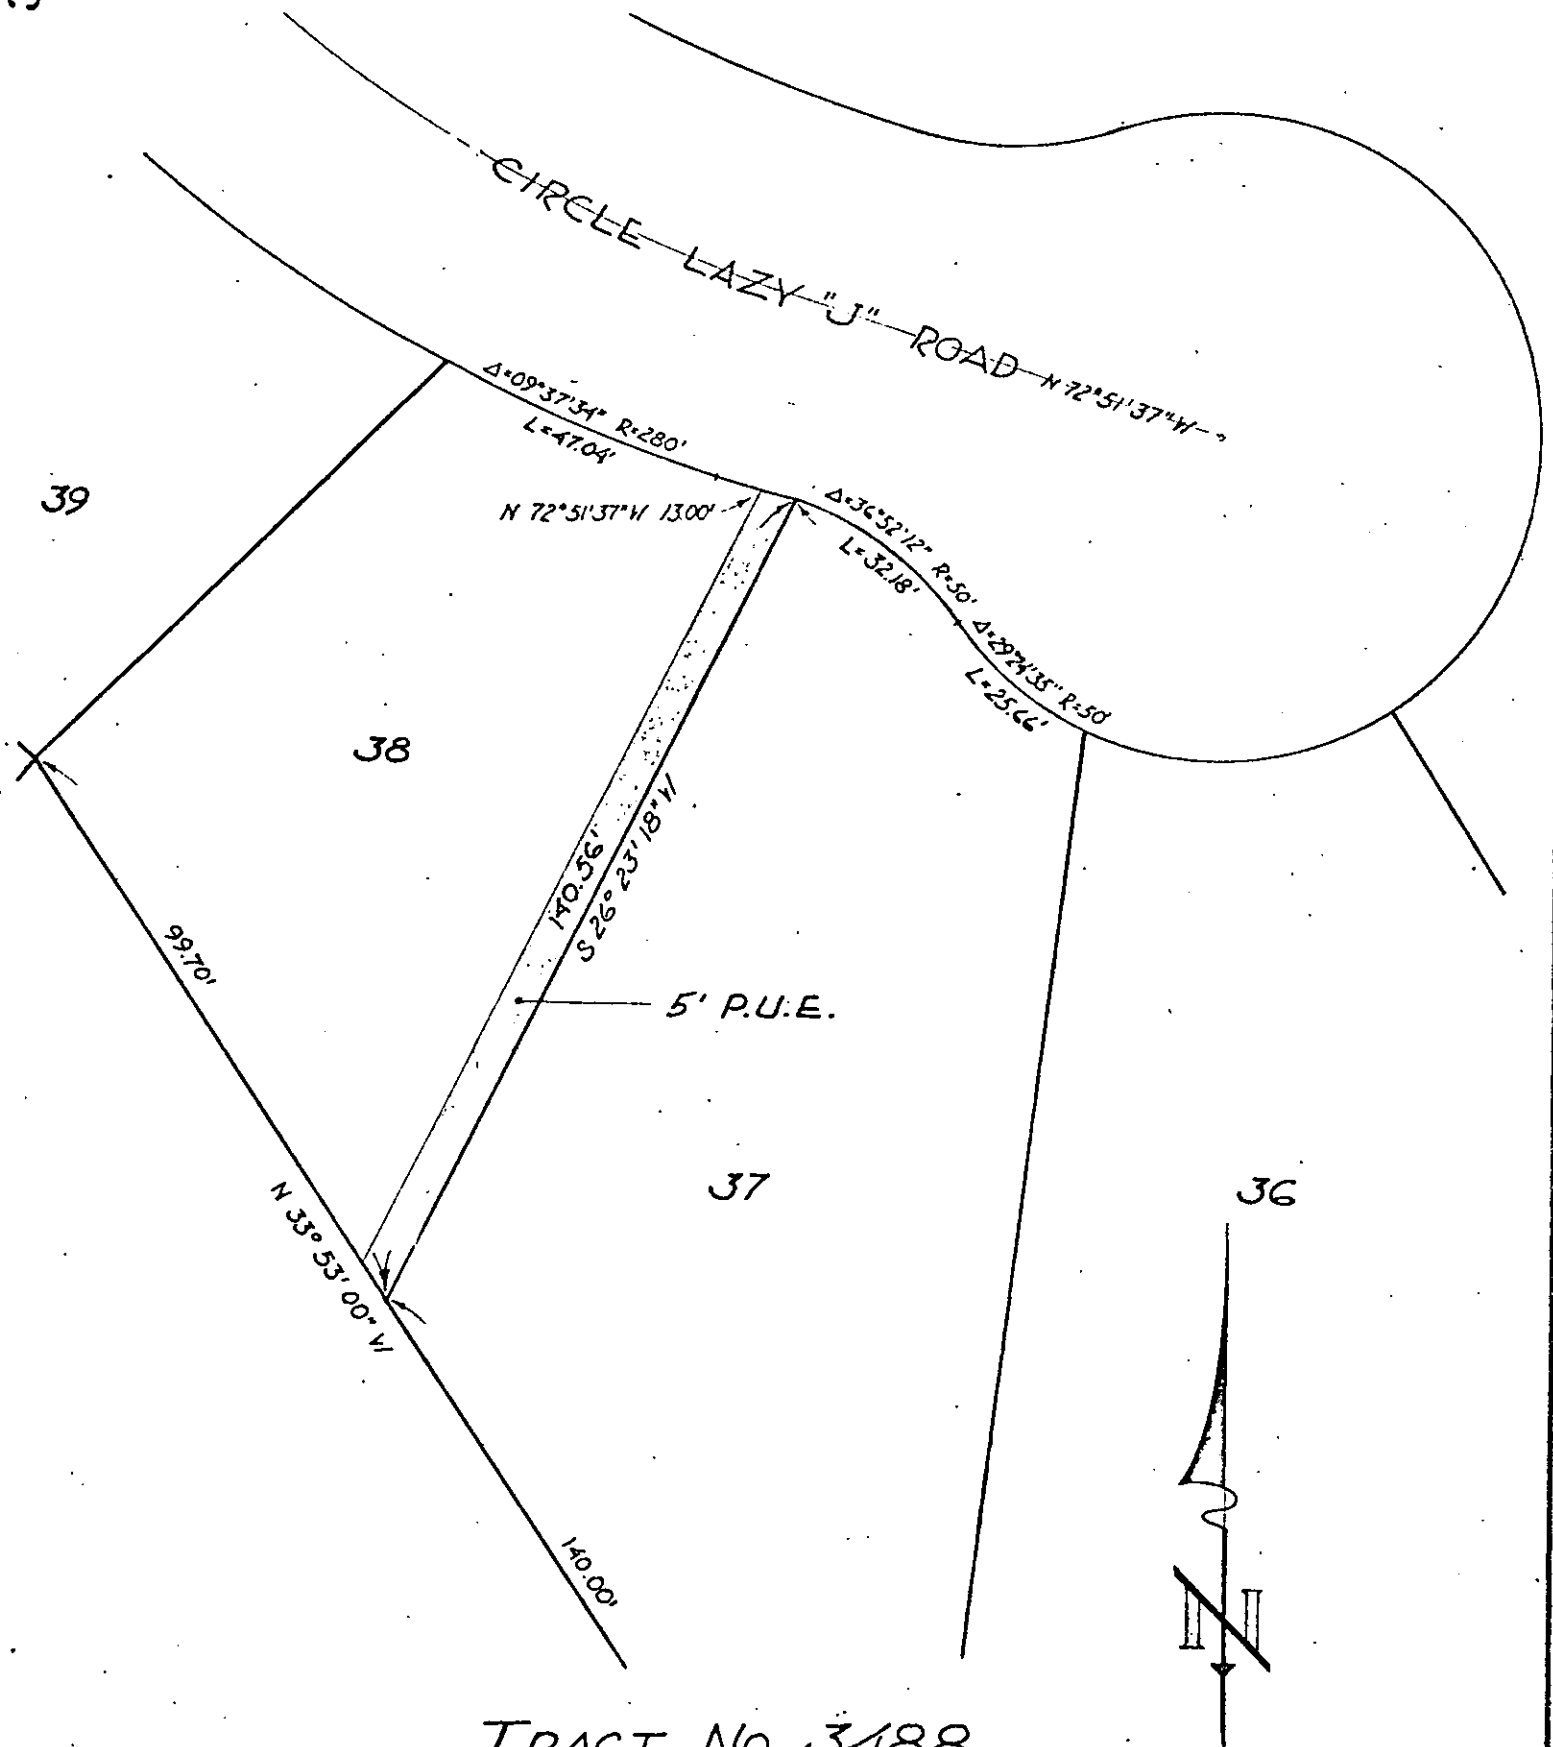 CIRCLE LAZY "J" ROAD N 72°51'37" W
Δ=09°37'34" R=280'
L=47.04'
39
N 72°51'37" W 13.00'
Δ=36°52'12" R=50'
L=32.18'
Δ=29°24'35" R=50'
L=25.66'
38
140.56'
S 26° 23' 18" W
99.70'
5' P.U.E.
37
36
N 33° 53' 00" W
140.00'
N
TRACT NO. 3488